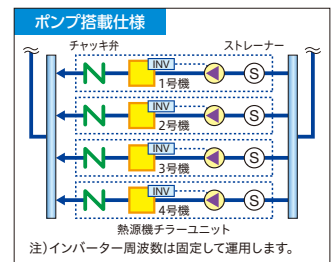 ポンプ搭載仕様
チャッキ弁 ストレーナー
INV
1号機
S
INV
2号機
S
INV
3号機
S
INV
4号機
S
熱源機チラーユニット
注)インバーター周波数は固定して運用します。